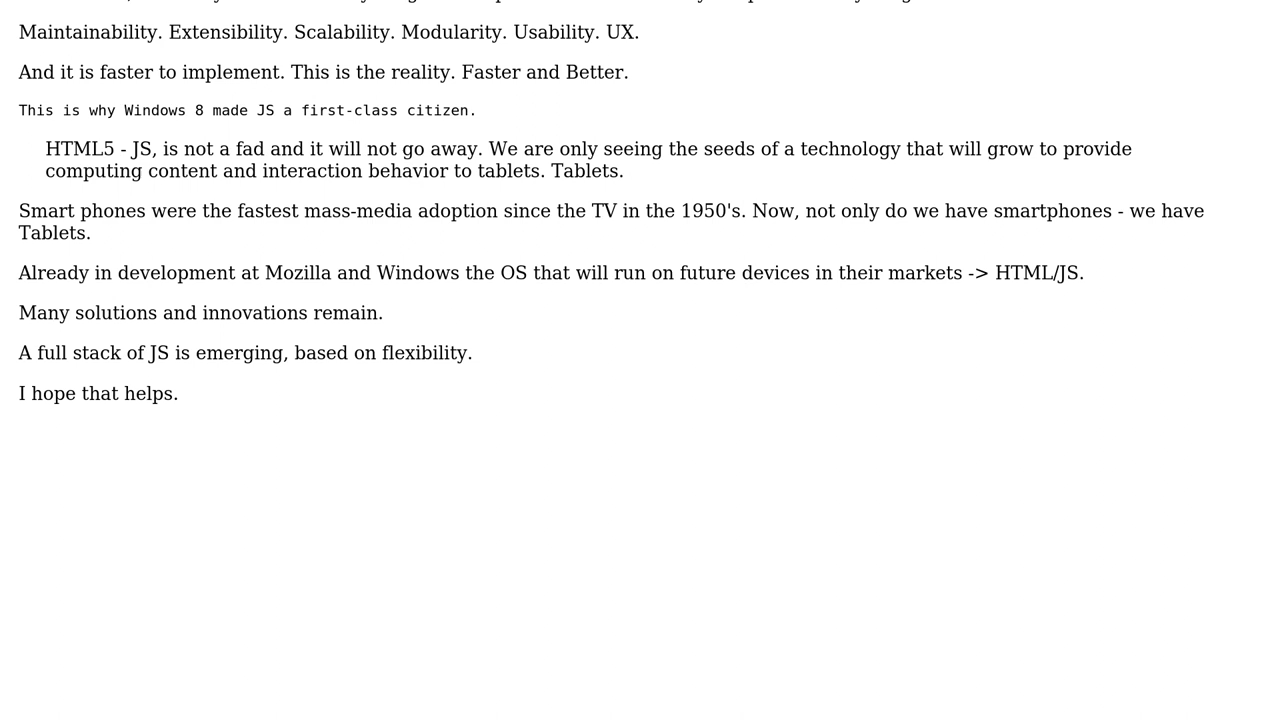 Maintainability. Extensibility. Scalability. Modularity. Usability. UX.
And it is faster to implement. This is the reality. Faster and Better.
This is why Windows 8 made JS a first-class citizen.
HTML5 - JS, is not a fad and it will not go away. We are only seeing the seeds of a technology that will grow to provide
computing content and interaction behavior to tablets. Tablets.
Smart phones were the fastest mass-media adoption since the TV in the 1950's. Now, not only do we have smartphones - we have
Tablets.
Already in development at Mozilla and Windows the OS that will run on future devices in their markets -> HTML/JS.
Many solutions and innovations remain.
A full stack of JS is emerging, based on flexibility.
I hope that helps.